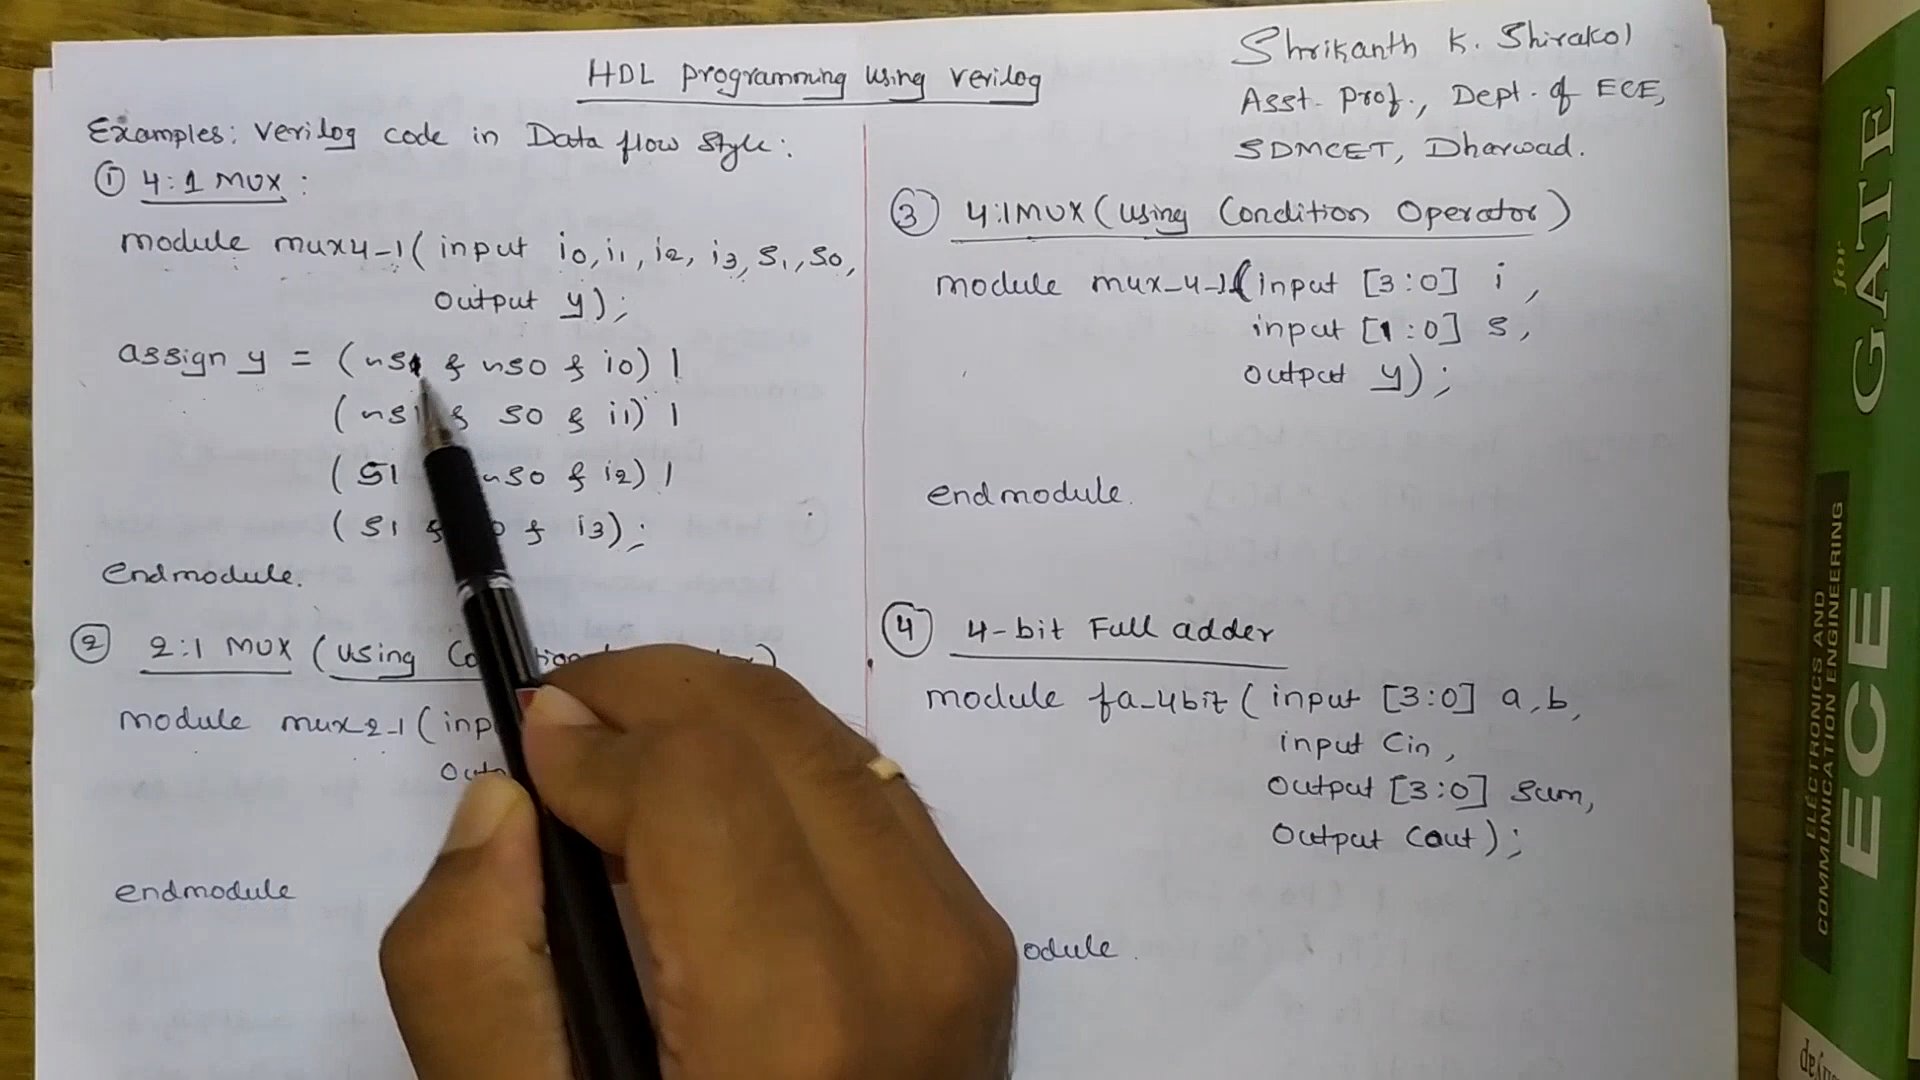 HDL programming using verilog
Shrikanth K. Shirakol
Asst. Prof., Dept. of ECE,
SDMCET, Dharwad.
Examples: Verilog code in Data flow Style:
① 4:1 MUX:
module mux4-1(input i0,i1,i2,i3,s1,s0,
output y);
assign y = (~s1 & ~s0 & i0) |
(~s1 & s0 & i1) |
(s1 ~s0 & i2) |
(s1 & & i3);
endmodule.
② 2:1 MUX (using
module mux2-1(
endmodule
③ 4:1MUX (using Condition Operator)
module mux_4-1(input [3:0] i,
input [1:0] s,
output y);
endmodule.
④ 4-bit Full adder
module fa_4bit(input [3:0] a,b,
input Cin,
output [3:0] sum,
output Cout);
for
GATE
ELECTRONICS AND
COMMUNICATION ENGINEERING
ECE